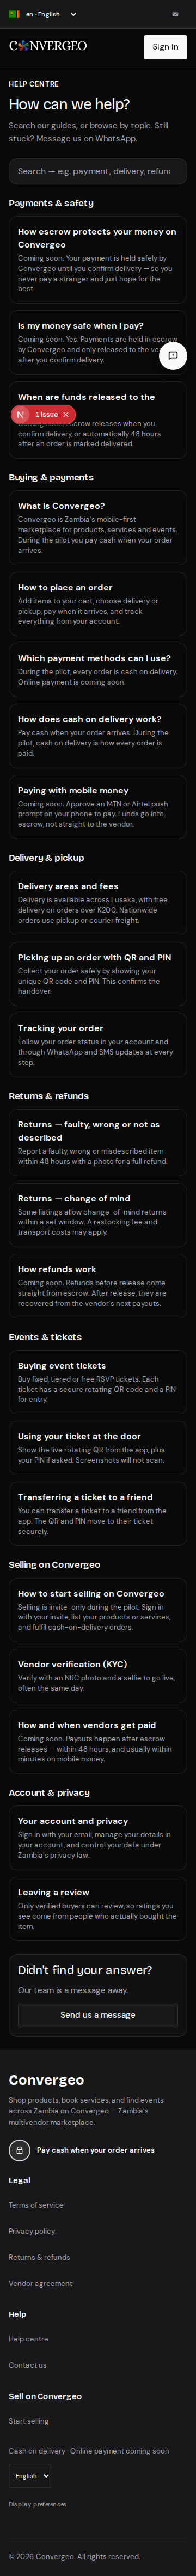 en · English
CONVERGEO
Sign in
HELP CENTRE
How can we help?
Search our guides, or browse by topic. Still
stuck? Message us on WhatsApp.
Search — e.g. payment, delivery, refund
Payments & safety
How escrow protects your money on
Convergeo
Coming soon. Your payment is held safely by
Convergeo until you confirm delivery — so you
never pay a stranger and just hope for the
best.
Is my money safe when I pay?
Coming soon. Yes. Payments are held in escrow
by Convergeo and only released to the
after you confirm delivery.
When are funds released to the
1 Issue
Escrow releases when you
confirm delivery, or automatically 48 hours
after an order is marked delivered.
Buying & payments
What is Convergeo?
Convergeo is Zambia's mobile-first
marketplace for products, services and events.
During the pilot you pay cash when your order
arrives.
How to place an order
Add items to your cart, choose delivery or
pickup, pay when it arrives, and track
everything from your account.
Which payment methods can I use?
During the pilot, every order is cash on delivery.
Online payment is coming soon.
How does cash on delivery work?
Pay cash when your order arrives. During the
pilot, cash on delivery is how every order is
paid.
Paying with mobile money
Coming soon. Approve an MTN or Airtel push
prompt on your phone to pay. Funds go into
escrow, not straight to the vendor.
Delivery & pickup
Delivery areas and fees
Delivery is available across Lusaka, with free
delivery on orders over K200. Nationwide
orders use pickup or courier freight.
Picking up an order with QR and PIN
Collect your order safely by showing your
unique QR code and PIN. This confirms the
handover.
Tracking your order
Follow your order status in your account and
through WhatsApp and SMS updates at every
step.
Returns & refunds
Returns — faulty, wrong or not as
described
Report a faulty, wrong or misdescribed item
within 48 hours with a photo for a full refund.
Returns — change of mind
Some listings allow change-of-mind returns
within a set window. A restocking fee and
transport costs may apply.
How refunds work
Coming soon. Refunds before release come
straight from escrow. After release, they are
recovered from the vendor's next payouts.
Events & tickets
Buying event tickets
Buy fixed, tiered or free RSVP tickets. Each
ticket has a secure rotating QR code and a PIN
for entry.
Using your ticket at the door
Show the live rotating QR from the app, plus
your PIN if asked. Screenshots will not scan.
Transferring a ticket to a friend
You can transfer a ticket to a friend from the
app. The QR and PIN move to their ticket
securely.
Selling on Convergeo
How to start selling on Convergeo
Selling is invite-only during the pilot. Sign in
with your invite, list your products or services,
and fulfil cash-on-delivery orders.
Vendor verification (KYC)
Verify with an NRC photo and a selfie to go live,
often the same day.
How and when vendors get paid
Coming soon. Payouts happen after escrow
releases — within 48 hours, and usually within
minutes on mobile money.
Account & privacy
Your account and privacy
Sign in with your email, manage your details in
your account, and control your data under
Zambia's privacy law.
Leaving a review
Only verified buyers can review, so ratings you
see come from people who actually bought the
item.
Didn't find your answer?
Our team is a message away.
Send us a message
Convergeo
Shop products, book services, and find events
across Zambia on Convergeo — Zambia's
multivendor marketplace.
Pay cash when your order arrives
Legal
Terms of service
Privacy policy
Returns & refunds
Vendor agreement
Help
Help centre
Contact us
Sell on Convergeo
Start selling
Cash on delivery · Online payment coming soon
English
Display preferences
© 2026 Convergeo. All rights reserved.